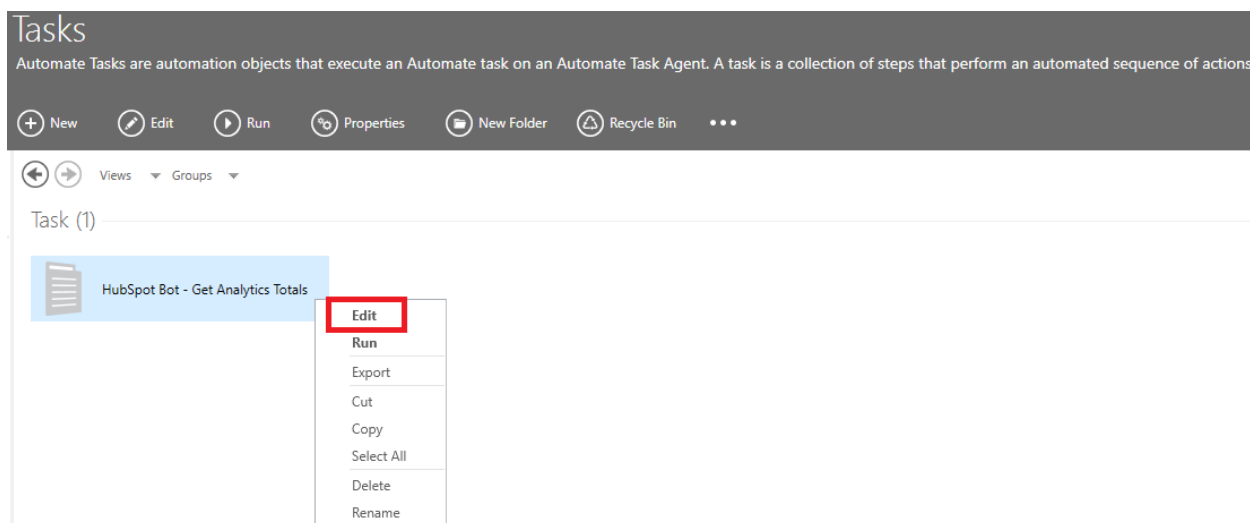 Tasks
Automate Tasks are automation objects that execute an Automate task on an Automate Task Agent. A task is a collection of steps that perform an automated sequence of actions
New Edit Run Properties New Folder Recycle Bin •••
Views Groups
Task (1)
HubSpot Bot - Get Analytics Totals
Edit
Run
Export
Cut
Copy
Select All
Delete
Rename